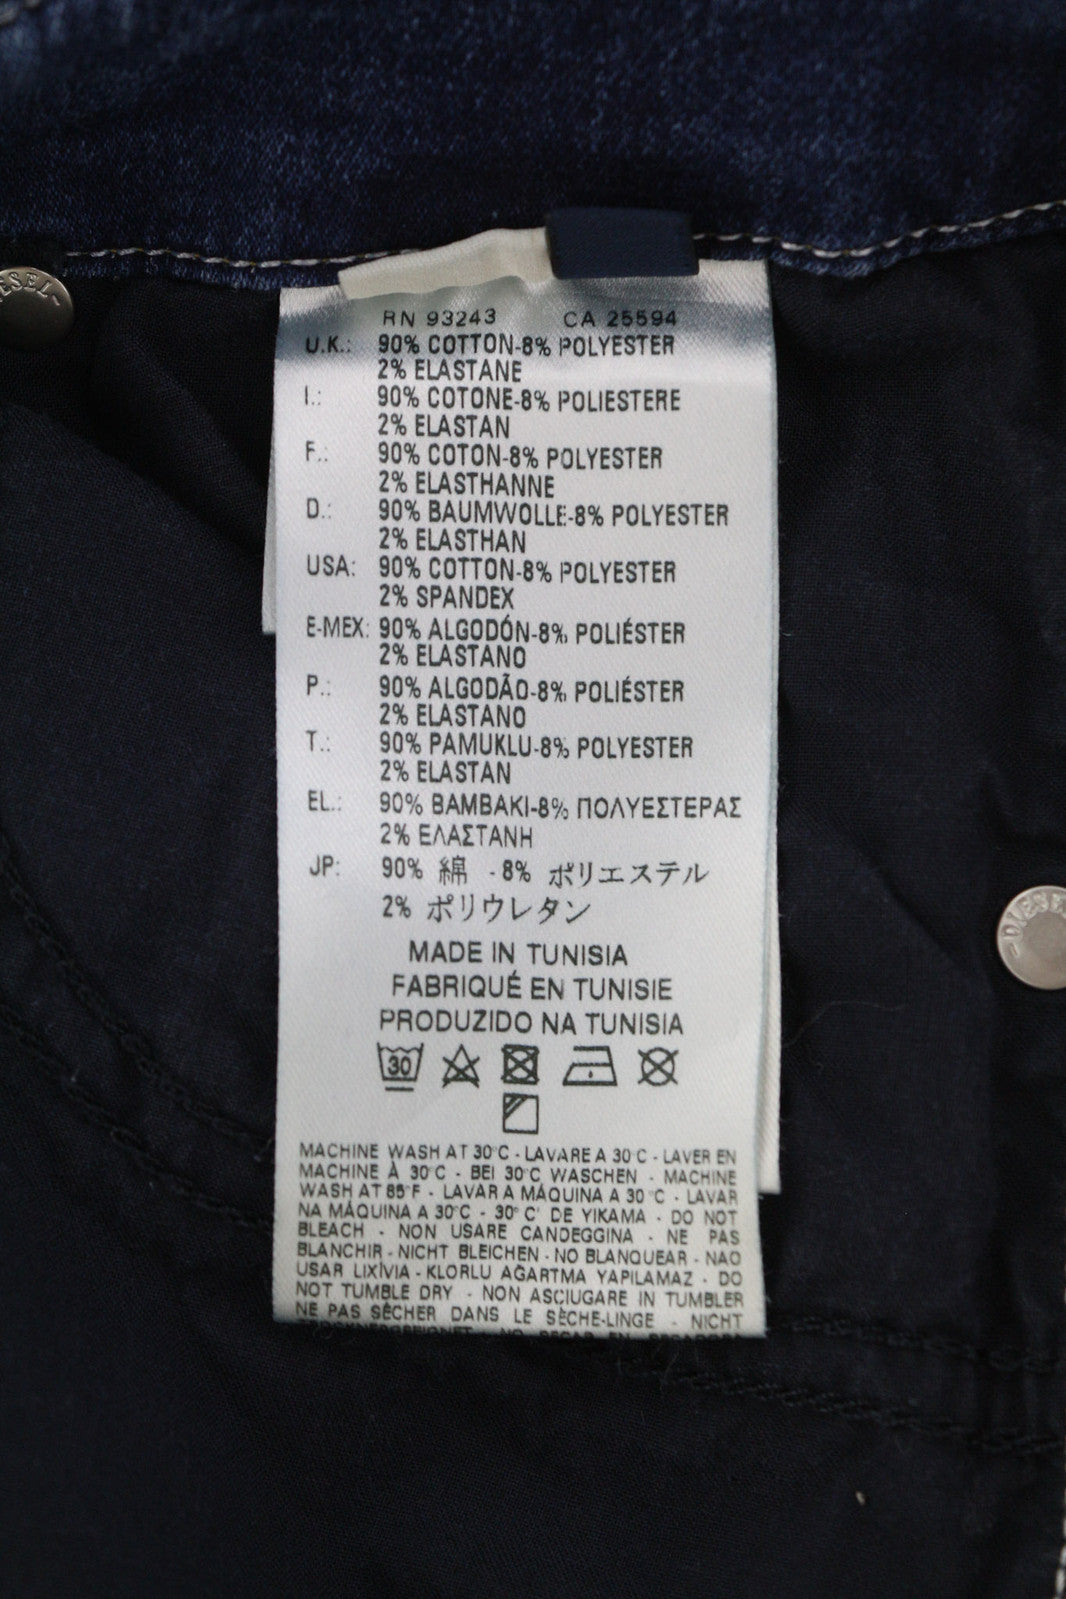 DIESEL
RN 93243 CA 25594
U.K.: 90% COTTON-8% POLYESTER
2% ELASTANE
I.: 90% COTONE-8% POLIESTERE
2% ELASTAN
F.: 90% COTON-8% POLYESTER
2% ELASTHANNE
D.: 90% BAUMWOLLE-8% POLYESTER
2% ELASTHAN
USA: 90% COTTON-8% POLYESTER
2% SPANDEX
E-MEX: 90% ALGODÓN-8% POLIÉSTER
2% ELASTANO
P.: 90% ALGODÃO-8% POLIÉSTER
2% ELASTANO
T.: 90% PAMUKLU-8% POLYESTER
2% ELASTAN
EL.: 90% BAMBAKI-8% ΠΟΛΥΕΣΤΕΡΑΣ
2% ΕΛΑΣΤΑΝΗ
JP: 90% 綿 -8% ポリエステル
2% ポリウレタン
DIESEL
MADE IN TUNISIA
FABRIQUÉ EN TUNISIE
PRODUZIDO NA TUNISIA
30
MACHINE WASH AT 30°C - LAVARE A 30°C - LAVER EN
MACHINE À 30°C - BEI 30°C WASCHEN - MACHINE
WASH AT 85°F - LAVAR A MÁQUINA A 30 °C - LAVAR
NA MÁQUINA A 30°C - 30° C' DE YIKAMA - DO NOT
BLEACH - NON USARE CANDEGGINA - NE PAS
BLANCHIR - NICHT BLEICHEN - NO BLANQUEAR - NAO
USAR LIXÍVIA - KLORLU AĞARTMA YAPILAMAZ - DO
NOT TUMBLE DRY - NON ASCIUGARE IN TUMBLER
NE PAS SÈCHER DANS LE SÈCHE-LINGE - NICHT